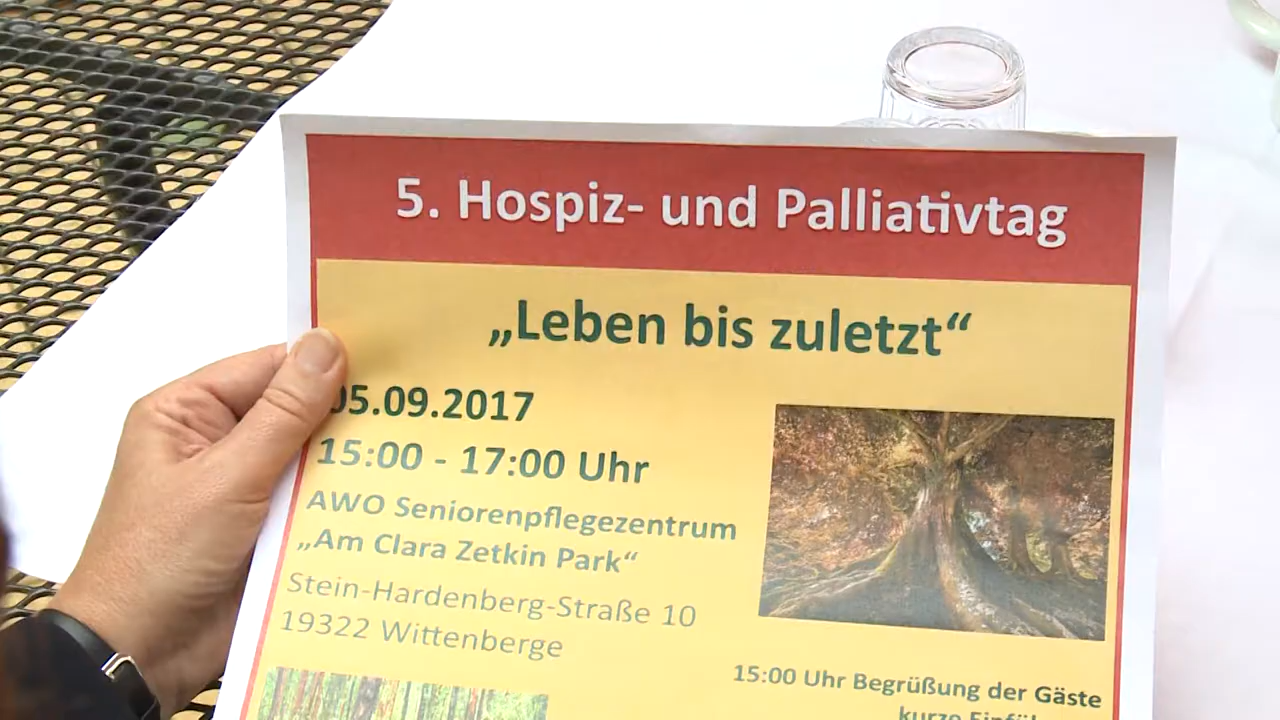 5. Hospiz- und Palliativtag
„Leben bis zuletzt“
05.09.2017
15:00 - 17:00 Uhr
AWO Seniorenpflegezentrum
„Am Clara Zetkin Park“
Stein-Hardenberg-Straße 10
19322 Wittenberge
15:00 Uhr Begrüßung der Gäste
kurze